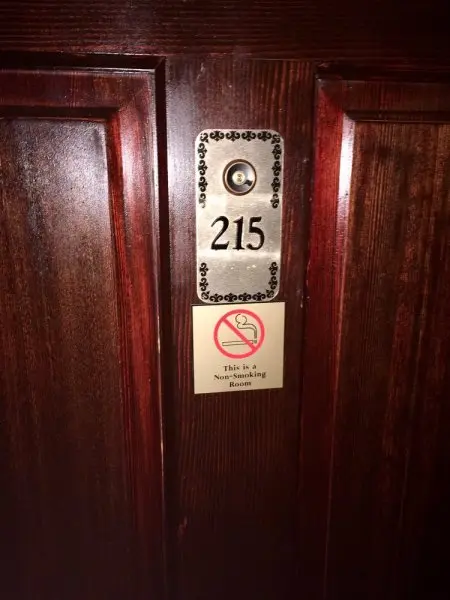 215
This is a
Non-Smoking
Room